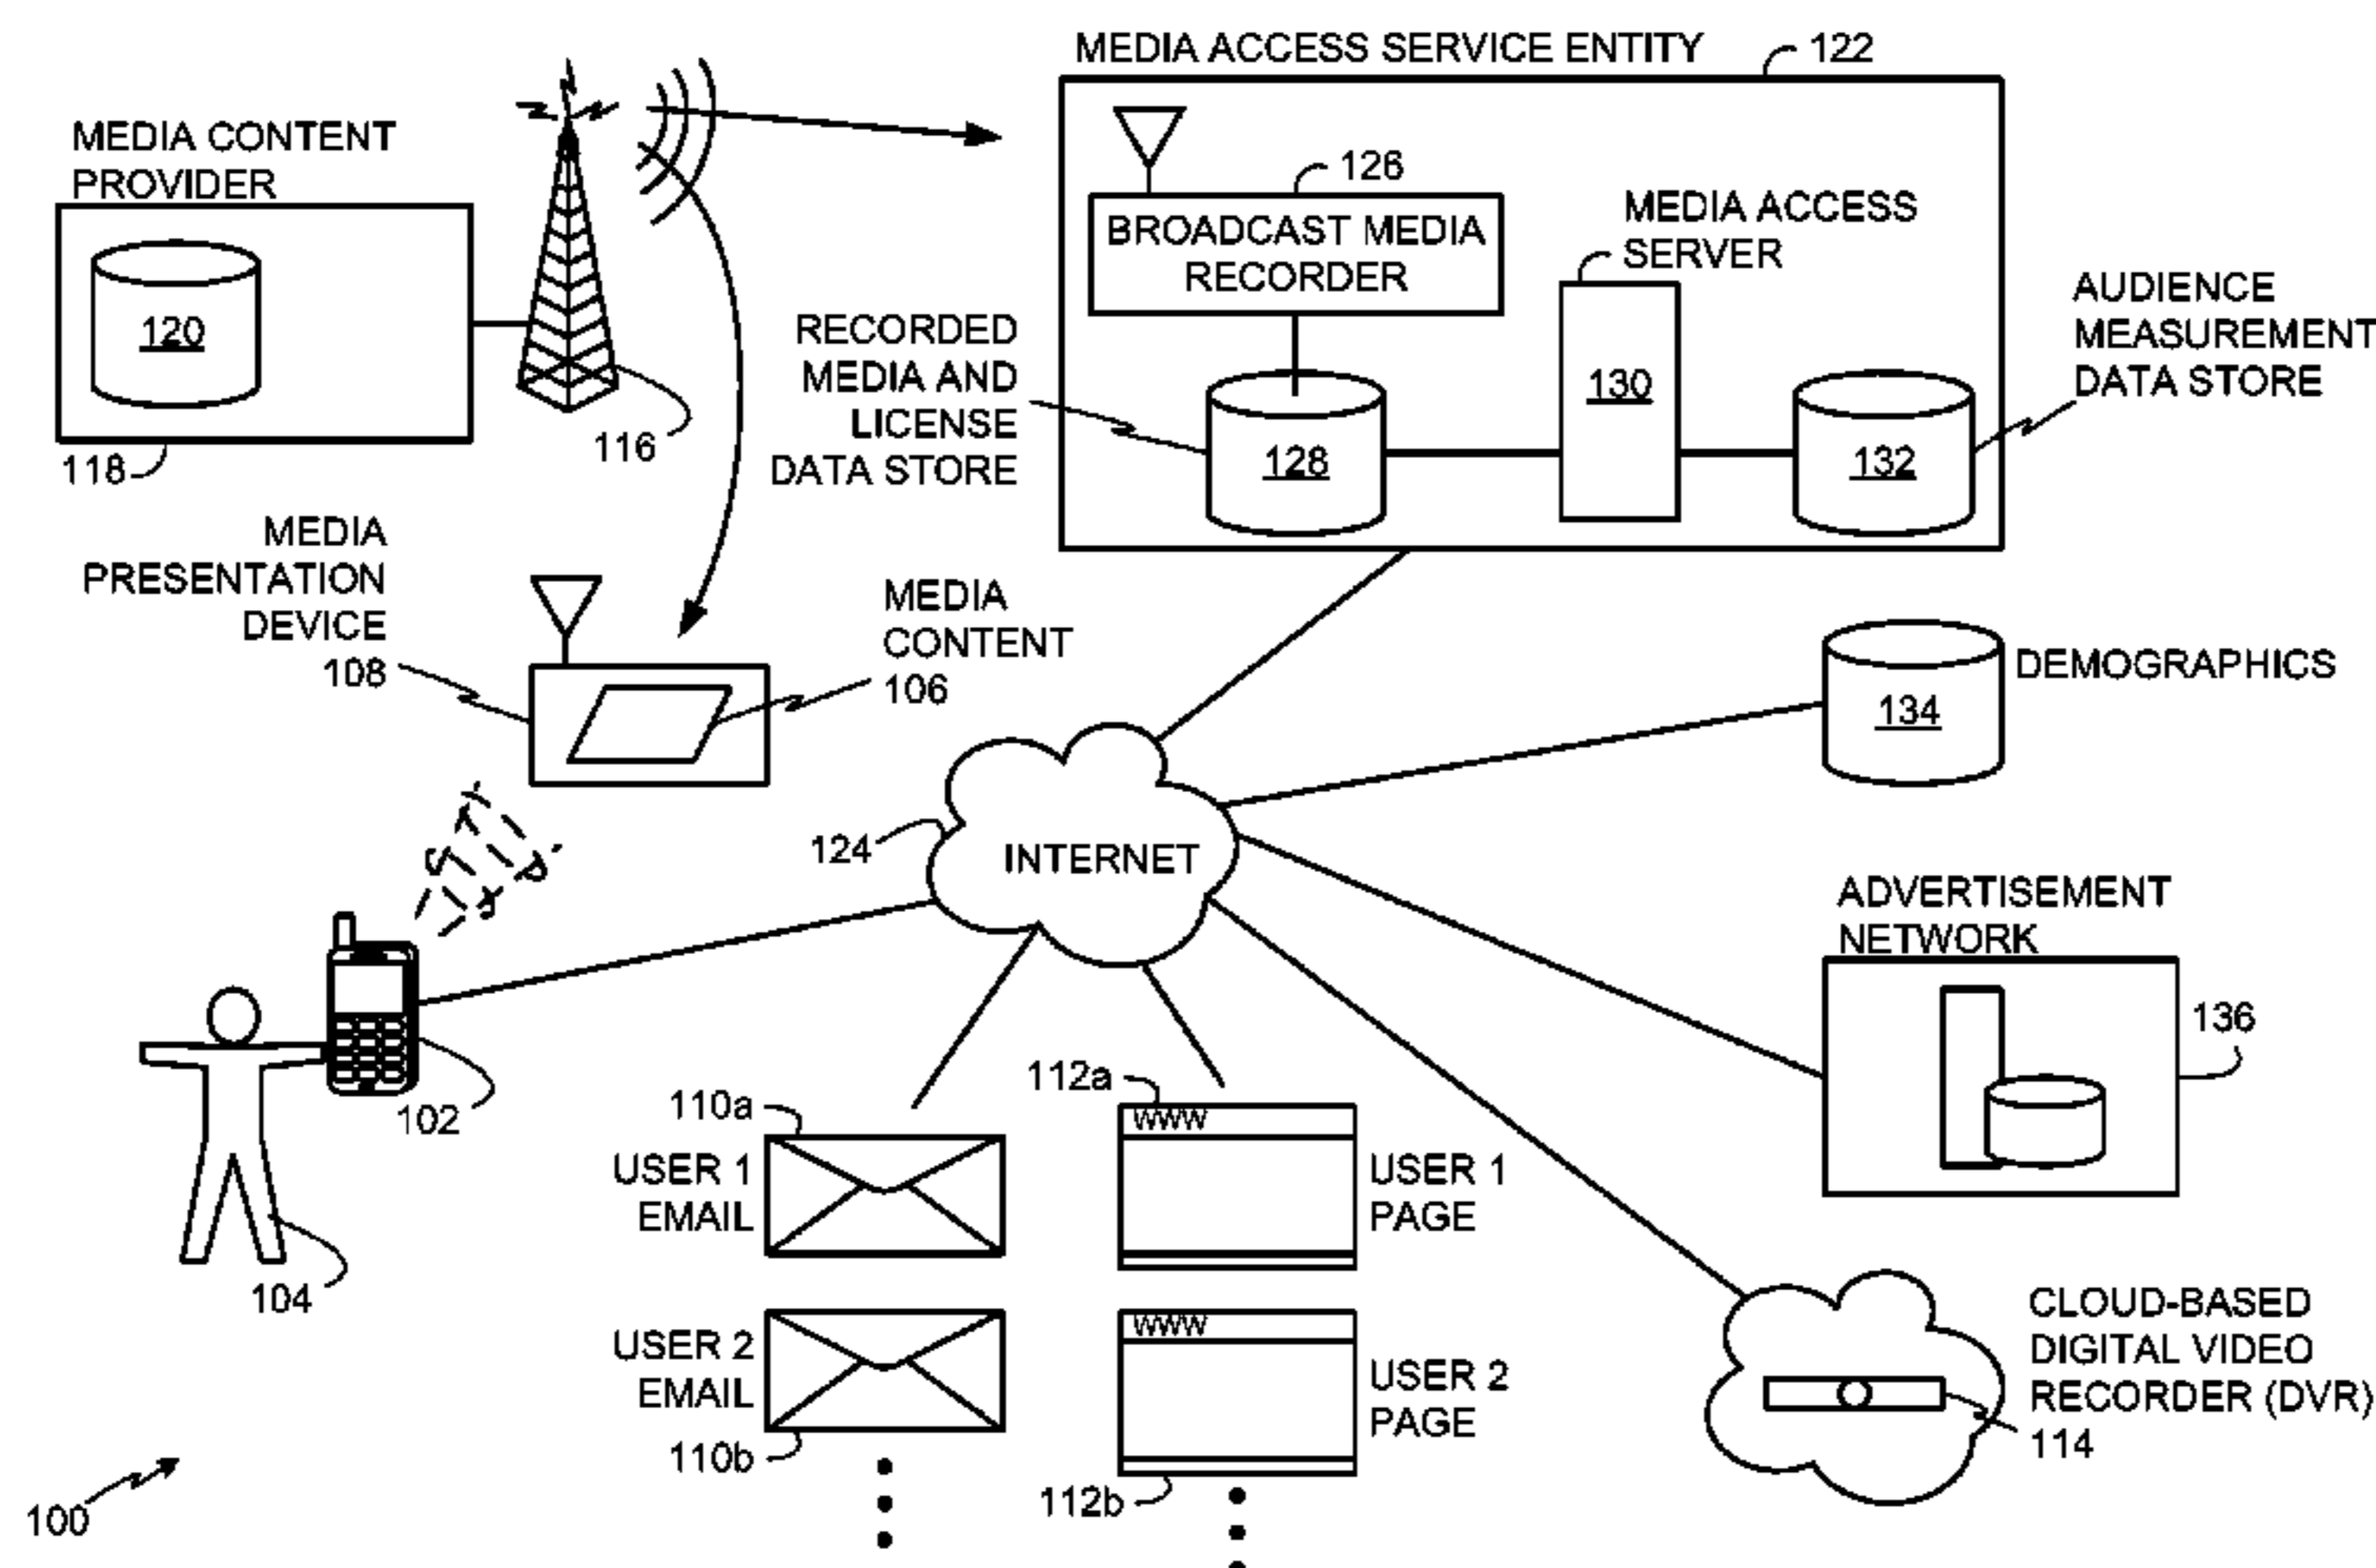 MEDIA ACCESS SERVICE ENTITY
122
MEDIA CONTENT
PROVIDER
120
118
116
126
BROADCAST MEDIA
RECORDER
MEDIA ACCESS
SERVER
130
RECORDED
MEDIA AND
LICENSE
DATA STORE
128
132
AUDIENCE
MEASUREMENT
DATA STORE
MEDIA
PRESENTATION
DEVICE
108
MEDIA
CONTENT
106
DEMOGRAPHICS
134
124
INTERNET
ADVERTISEMENT
NETWORK
136
102
104
110a
USER 1
EMAIL
112a
WWW
USER 1
PAGE
USER 2
EMAIL
110b
WWW
USER 2
PAGE
112b
CLOUD-BASED
DIGITAL VIDEO
RECORDER (DVR)
114
100